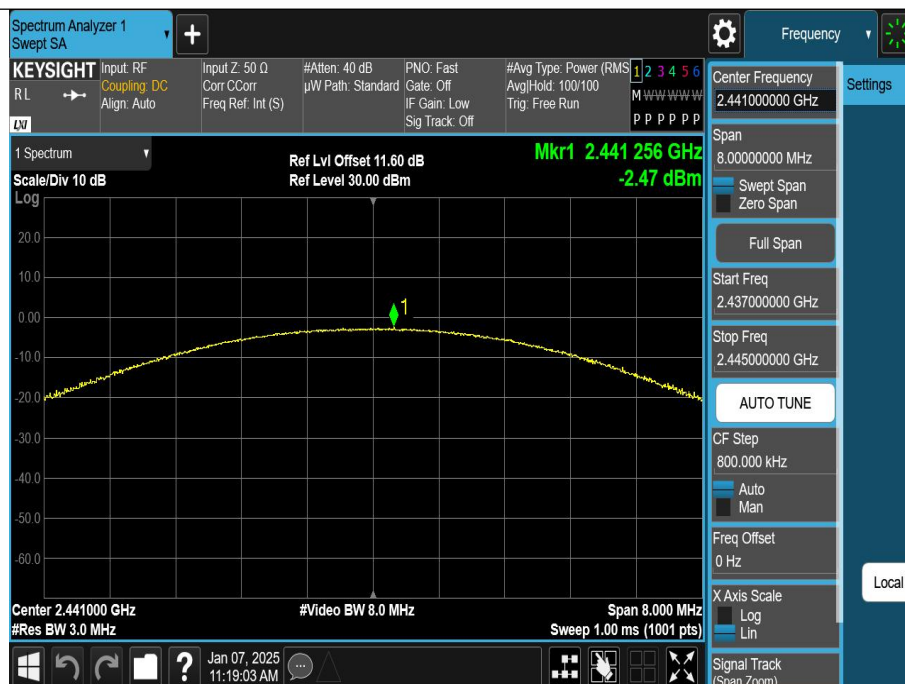 Spectrum Analyzer 1
Swept SA
Frequency
KEYSIGHT
R L
LXI
Input: RF
Coupling: DC
Align: Auto
Input Z: 50 Ω
Corr CCorr
Freq Ref: Int (S)
#Atten: 40 dB
µW Path: Standard
PNO: Fast
Gate: Off
IF Gain: Low
Sig Track: Off
#Avg Type: Power (RMS
Avg|Hold: 100/100
Trig: Free Run
1 2 3 4 5 6
M W W W W W
P P P P P P
Center Frequency
2.441000000 GHz
Settings
1 Spectrum
Scale/Div 10 dB
Ref Lvl Offset 11.60 dB
Ref Level 30.00 dBm
Mkr1 2.441 256 GHz
-2.47 dBm
Log
20.0
10.0
0.00
-10.0
-20.0
-30.0
-40.0
-50.0
-60.0
1
Span
8.00000000 MHz
Swept Span
Zero Span
Full Span
Start Freq
2.437000000 GHz
Stop Freq
2.445000000 GHz
AUTO TUNE
CF Step
800.000 kHz
Auto
Man
Freq Offset
0 Hz
X Axis Scale
Log
Lin
Signal Track
(Span Zoom)
Local
Center 2.441000 GHz
#Res BW 3.0 MHz
#Video BW 8.0 MHz
Span 8.000 MHz
Sweep 1.00 ms (1001 pts)
?
Jan 07, 2025
11:19:03 AM